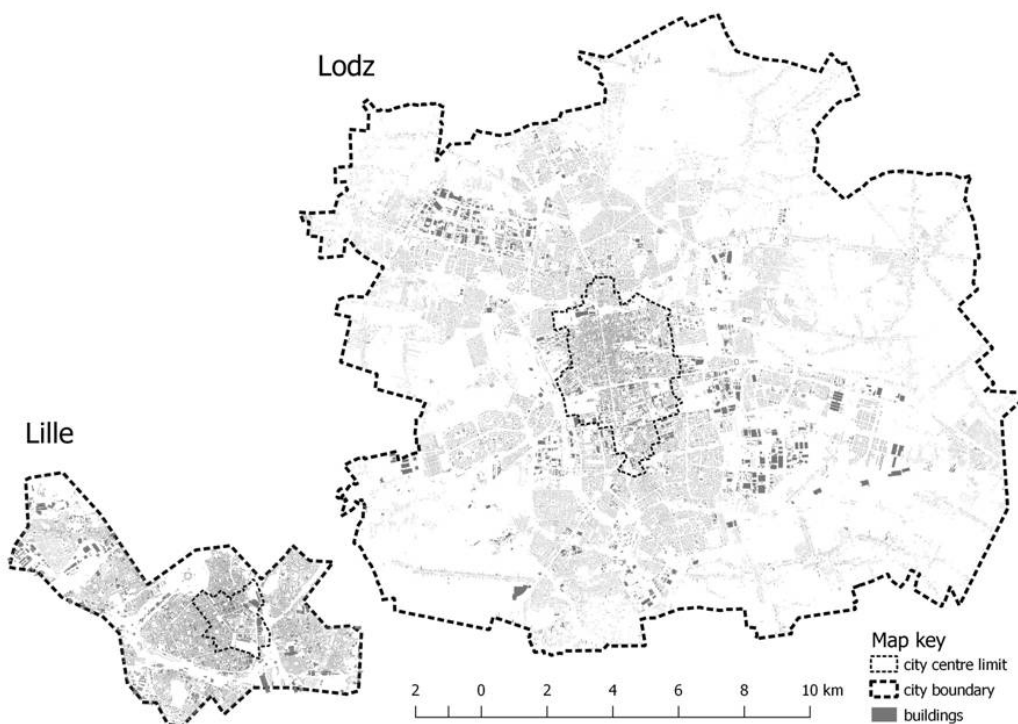 Lodz
Lille
Map key
city centre limit
city boundary
buildings
2 0 2 4 6 8 10 km